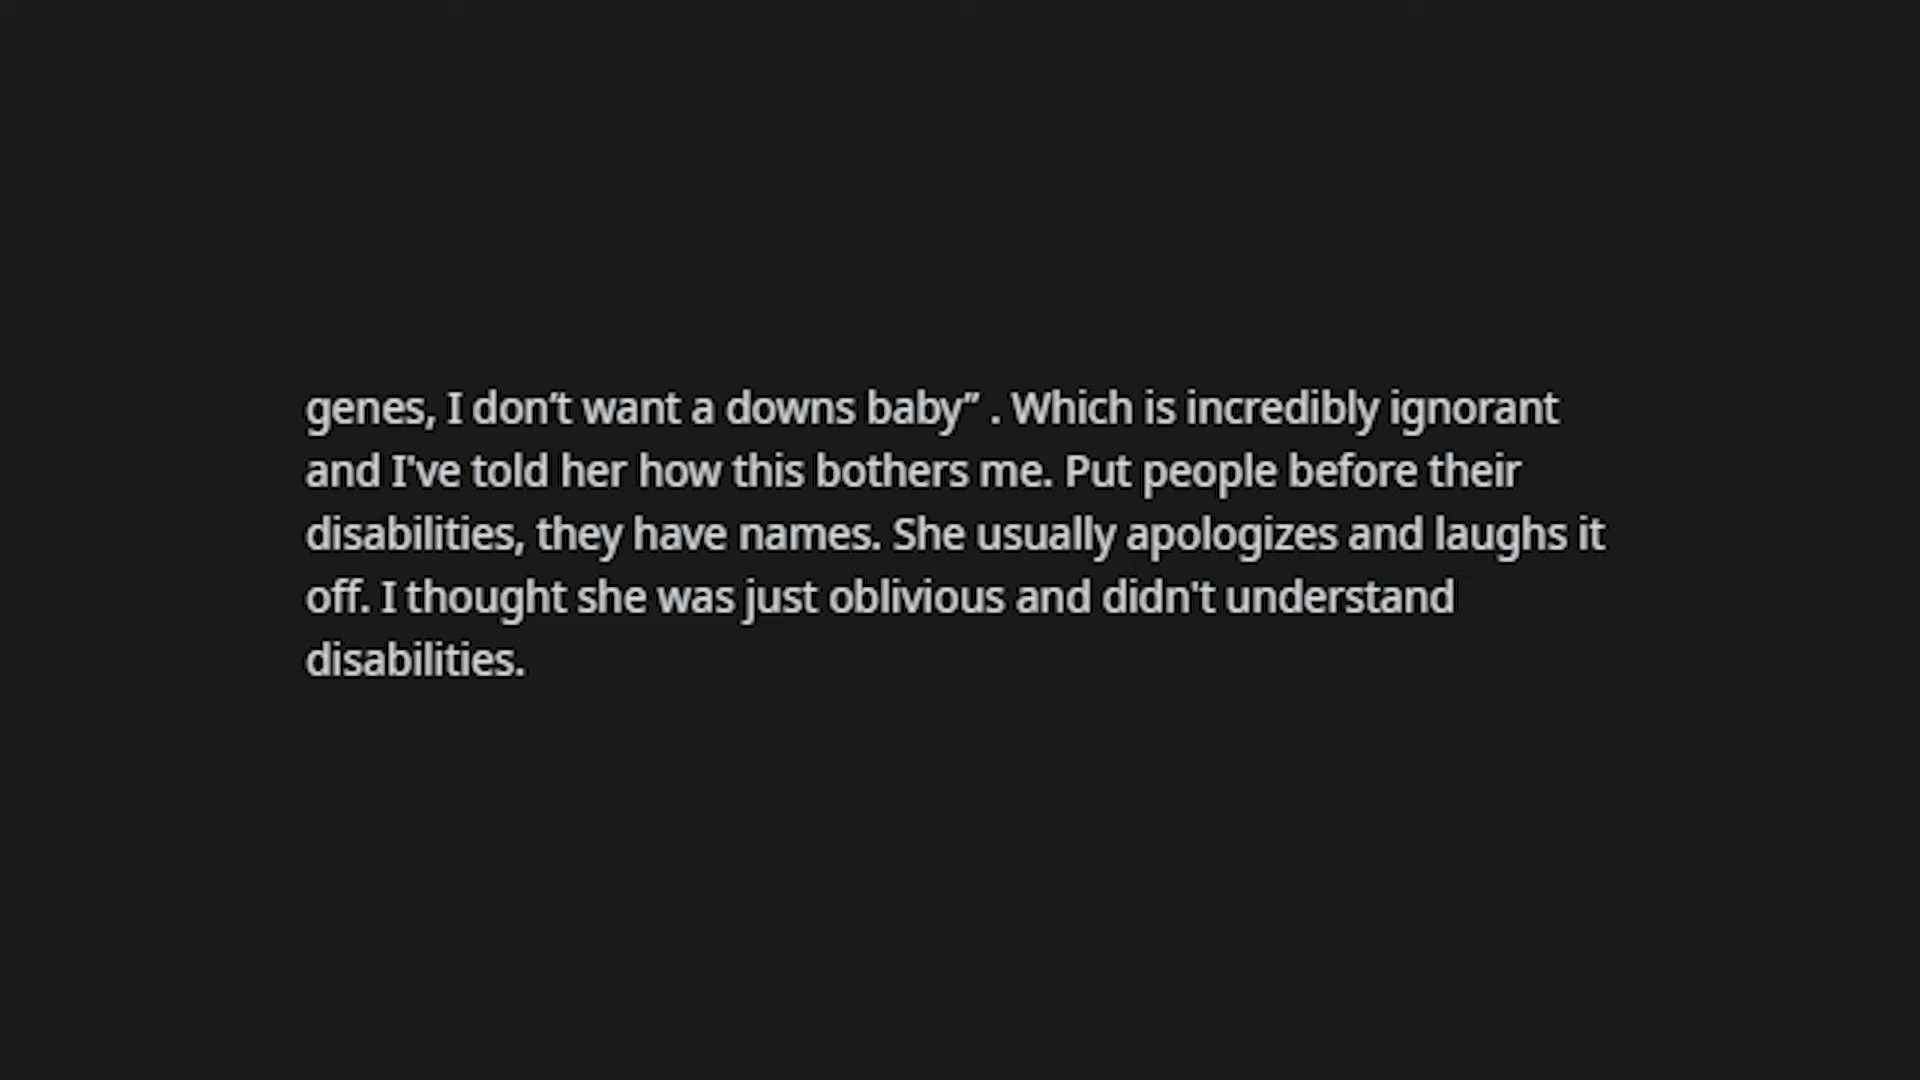 genes, I don’t want a downs baby” . Which is incredibly ignorant
and I've told her how this bothers me. Put people before their
disabilities, they have names. She usually apologizes and laughs it
off. I thought she was just oblivious and didn't understand
disabilities.